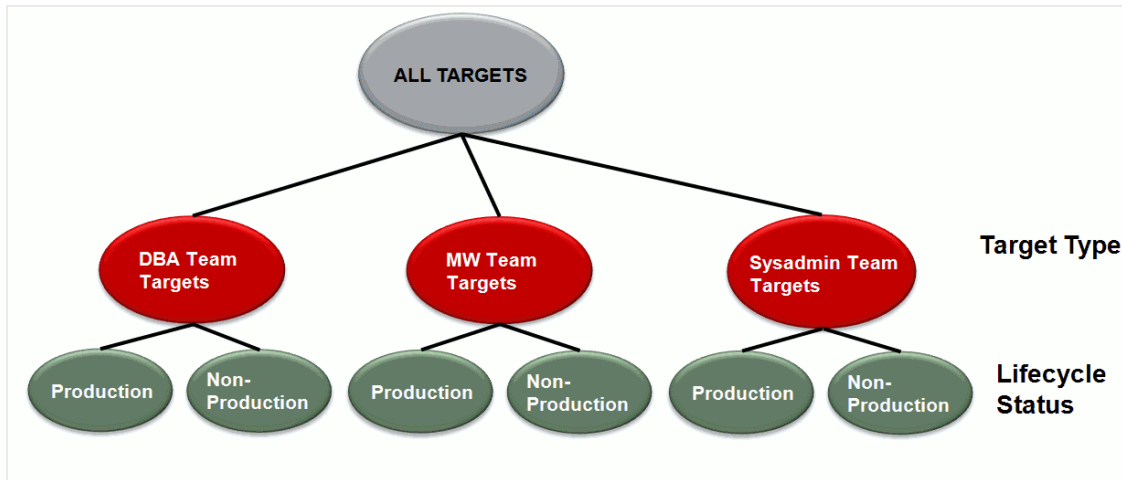 ALL TARGETS
DBA Team
Targets
MW Team
Targets
Sysadmin Team
Targets
Target Type
Production
Non-
Production
Production
Non-
Production
Production
Non-
Production
Lifecycle
Status